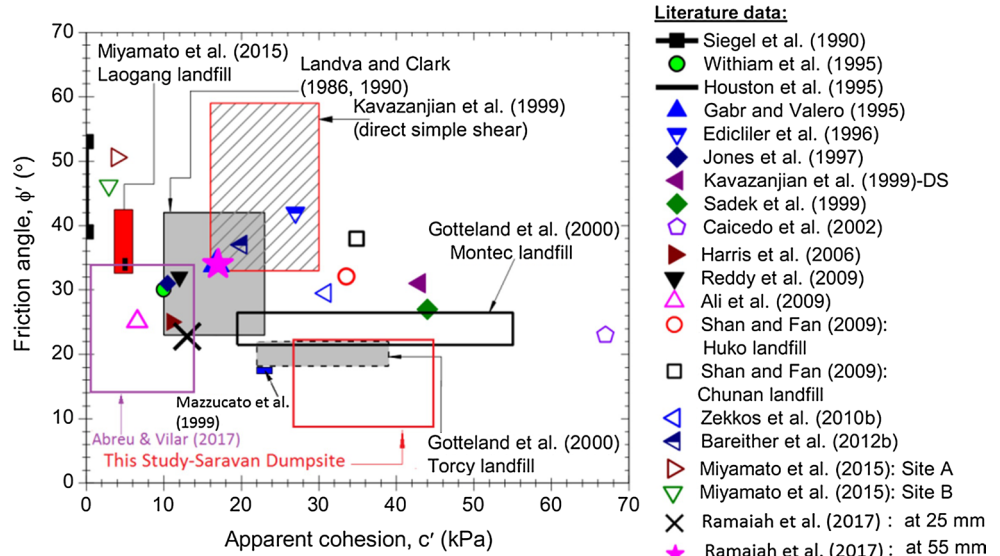 Literature data:
Siegel et al. (1990)
Withiam et al. (1995)
Houston et al. (1995)
Gabr and Valero (1995)
Edicliler et al. (1996)
Jones et al. (1997)
Kavazanjian et al. (1999)-DS
Sadek et al. (1999)
Caicedo et al. (2002)
Harris et al. (2006)
Reddy et al. (2009)
Ali et al. (2009)
Shan and Fan (2009):
Huko landfill
Shan and Fan (2009):
Chunan landfill
Zekkos et al. (2010b)
Bareither et al. (2012b)
Miyamato et al. (2015): Site A
Miyamato et al. (2015): Site B
Ramaiah et al. (2017) : at 25 mm
Ramaiah et al. (2017) : at 55 mm
Miyamato et al. (2015)
Laogang landfill
Landva and Clark
(1986, 1990)
Kavazanjian et al. (1999)
(direct simple shear)
Gotteland et al. (2000)
Montec landfill
Mazzucato et al.
(1999)
Abreu & Vilar (2017)
This Study-Saravan Dumpsite
Gotteland et al. (2000)
Torcy landfill
Friction angle, ϕ′ (°)
70
60
50
40
30
20
10
0
0 10 20 30 40 50 60 70
Apparent cohesion, c′ (kPa)